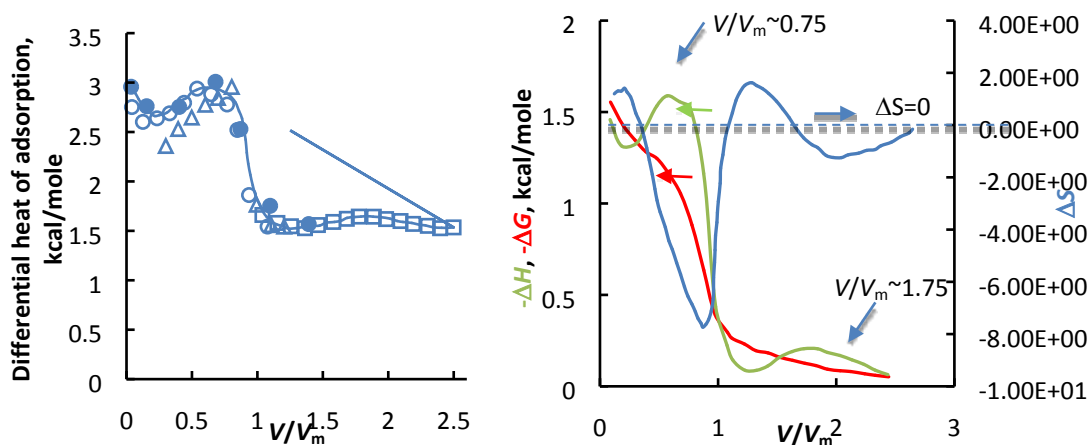 Differential heat of adsorption,
kcal/mole
3.5
3
2.5
2
1.5
1
0.5
0
0
0.5
1
1.5
2
2.5
V/Vm
-ΔH, -ΔG, kcal/mole
2
1.5
1
0.5
0
0
1
2
3
V/Vm
V/Vm~0.75
ΔS=0
V/Vm~1.75
4.00E+00
2.00E+00
0.00E+00
-2.00E+00
-4.00E+00
-6.00E+00
-8.00E+00
-1.00E+01
ΔS